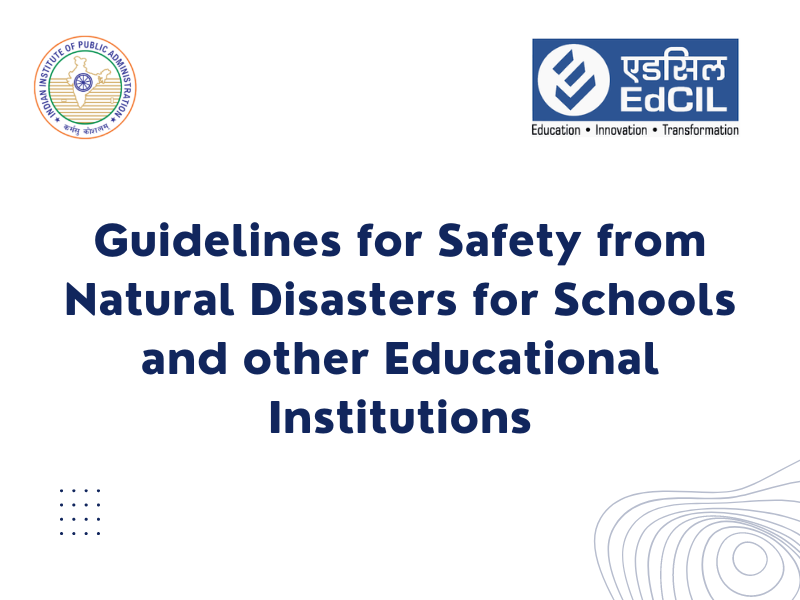 INDIAN INSTITUTE OF PUBLIC ADMINISTRATION
एडसिल
EdCIL
Education • Innovation • Transformation
Guidelines for Safety from
Natural Disasters for Schools
and other Educational
Institutions